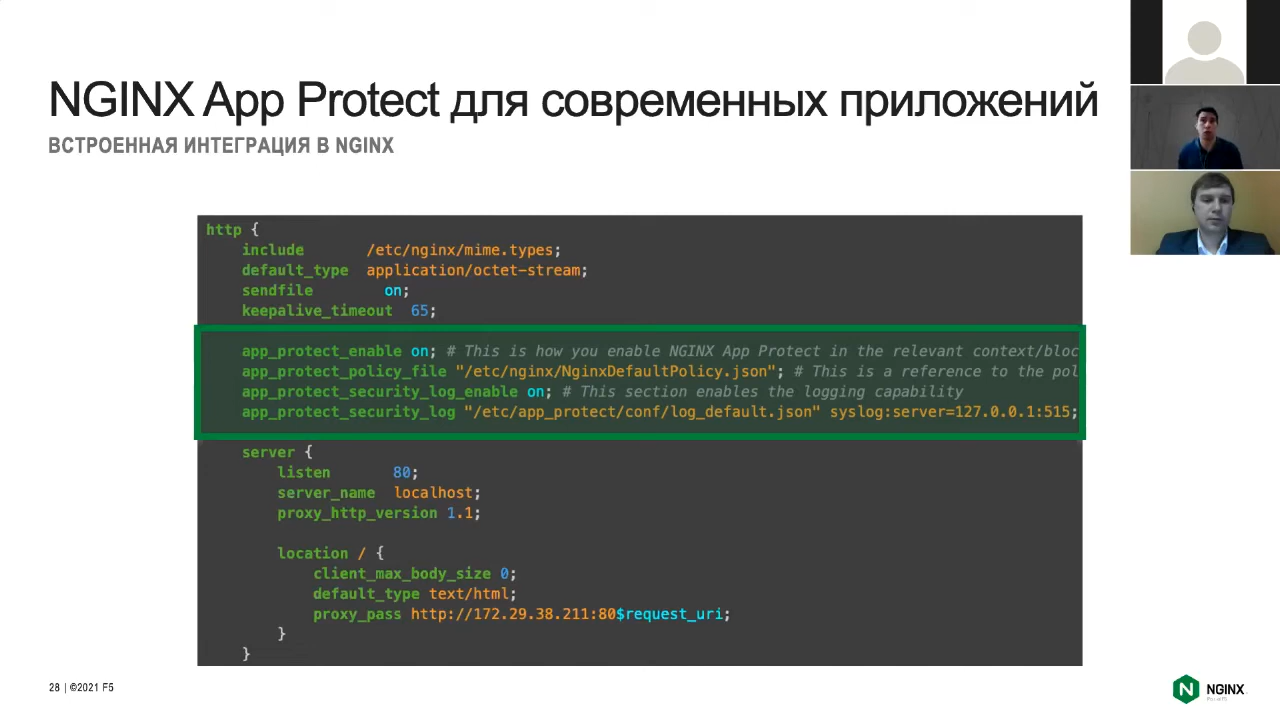 NGINX App Protect для современных приложений
ВСТРОЕННАЯ ИНТЕГРАЦИЯ В NGINX
http {
include /etc/nginx/mime.types;
default_type application/octet-stream;
sendfile on;
keepalive_timeout 65;
app_protect_enable on; # This is how you enable NGINX App Protect in the relevant context/bloc
app_protect_policy_file "/etc/nginx/NginxDefaultPolicy.json"; # This is a reference to the pol
app_protect_security_log_enable on; # This section enables the logging capability
app_protect_security_log "/etc/app_protect/conf/log_default.json" syslog:server=127.0.0.1:515;
server {
listen 80;
server_name localhost;
proxy_http_version 1.1;
location / {
client_max_body_size 0;
default_type text/html;
proxy_pass http://172.29.38.211:80$request_uri;
}
}
28 | ©2021 F5
N NGINX